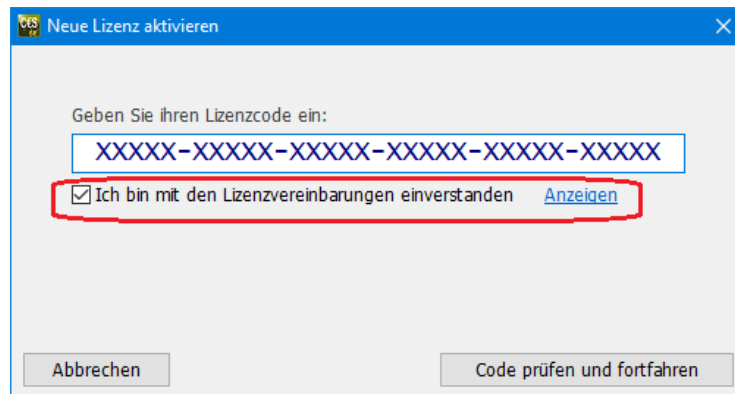 Neue Lizenz aktivieren
Geben Sie ihren Lizenzcode ein:
XXXXX-XXXXX-XXXXX-XXXXX-XXXXX-XXXXX
Ich bin mit den Lizenzvereinbarungen einverstanden Anzeigen
Abbrechen Code prüfen und fortfahren